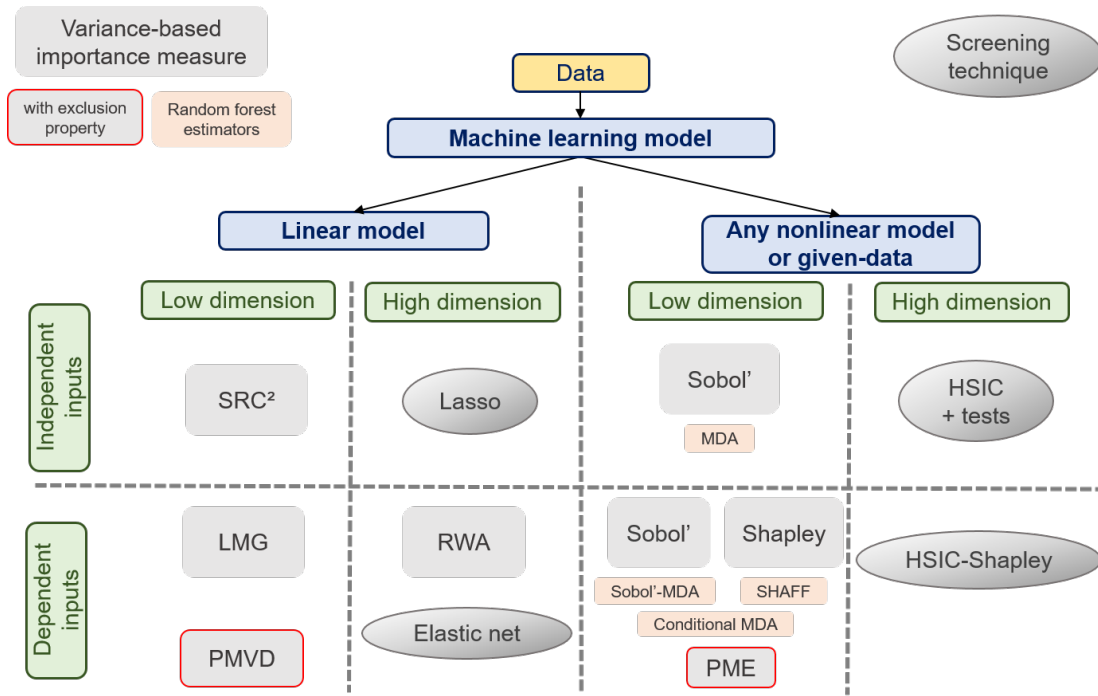 Variance-based
importance measure
with exclusion
property
Random forest
estimators
Screening
technique
Data
Machine learning model
Linear model
Any nonlinear model
or given-data
Low dimension
High dimension
Low dimension
High dimension
Independent
inputs
SRC²
Lasso
Sobol’
MDA
HSIC
+ tests
Dependent
inputs
LMG
PMVD
RWA
Elastic net
Sobol’
Shapley
Sobol’-MDA
SHAFF
Conditional MDA
PME
HSIC-Shapley